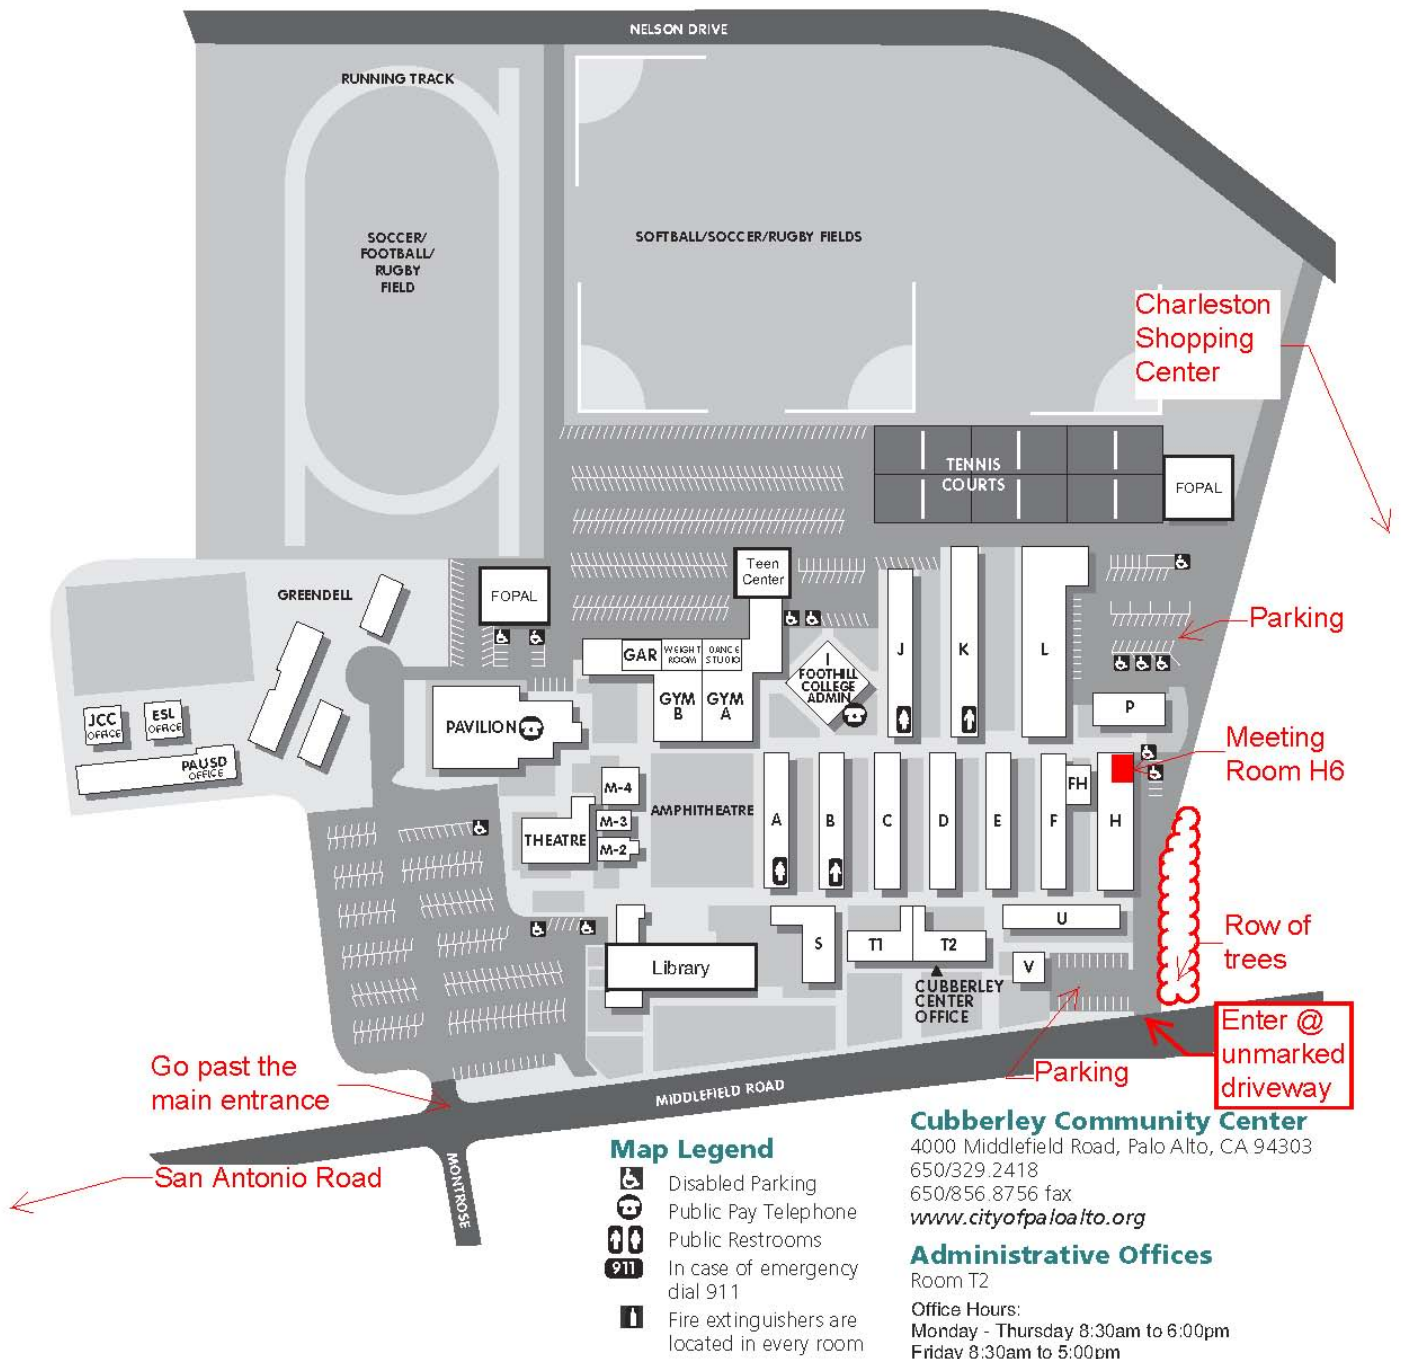 NELSON DRIVE
RUNNING TRACK
SOCCER/
FOOTBALL/
RUGBY
FIELD
SOFTBALL/SOCCER/RUGBY FIELDS
Charleston
Shopping
Center
TENNIS
COURTS
FOPAL
Teen
Center
GREENDELL
FOPAL
Parking
GAR
WEIGHT
ROOM
DANCE
STUDIO
GYM
B
GYM
A
I
FOOTHILL
COLLEGE
ADMIN
J
K
L
P
JCC
OFFICE
ESL
OFFICE
PAVILION
PAUSD
OFFICE
Meeting
Room H6
M-4
M-3
M-2
THEATRE
AMPHITHEATRE
A
B
C
D
E
F
FH
H
U
Row of
trees
S
T1
T2
V
Library
CUBBERLEY
CENTER
OFFICE
Enter @
unmarked
driveway
Parking
Go past the
main entrance
MIDDLEFIELD ROAD
San Antonio Road
MONTROSE
Map Legend
Disabled Parking
Public Pay Telephone
Public Restrooms
911 In case of emergency
dial 911
Fire extinguishers are
located in every room
Cubberley Community Center
4000 Middlefield Road, Palo Alto, CA 94303
650/329.2418
650/856.8756 fax
www.cityofpaloalto.org
Administrative Offices
Room T2
Office Hours:
Monday - Thursday 8:30am to 6:00pm
Friday 8:30am to 5:00pm